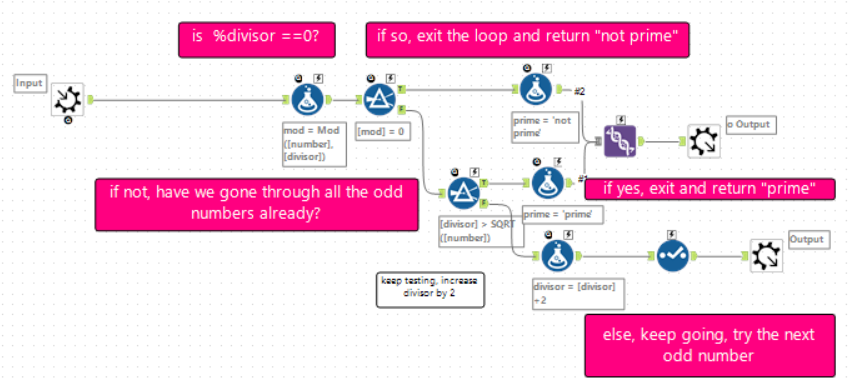 is  %divisor ==0?
if so, exit the loop and return "not prime"
Input
T
F
#2
mod = Mod
([number],
[divisor])
[mod] = 0
prime = 'not
prime'
o Output
T
F
#1
if not, have we gone through all the odd
numbers already?
if yes, exit and return "prime"
[divisor] > SQRT
([number])
prime = 'prime'
Output
keep testing, increase
divisor by 2
divisor = [divisor]
+2
else, keep going, try the next
odd number